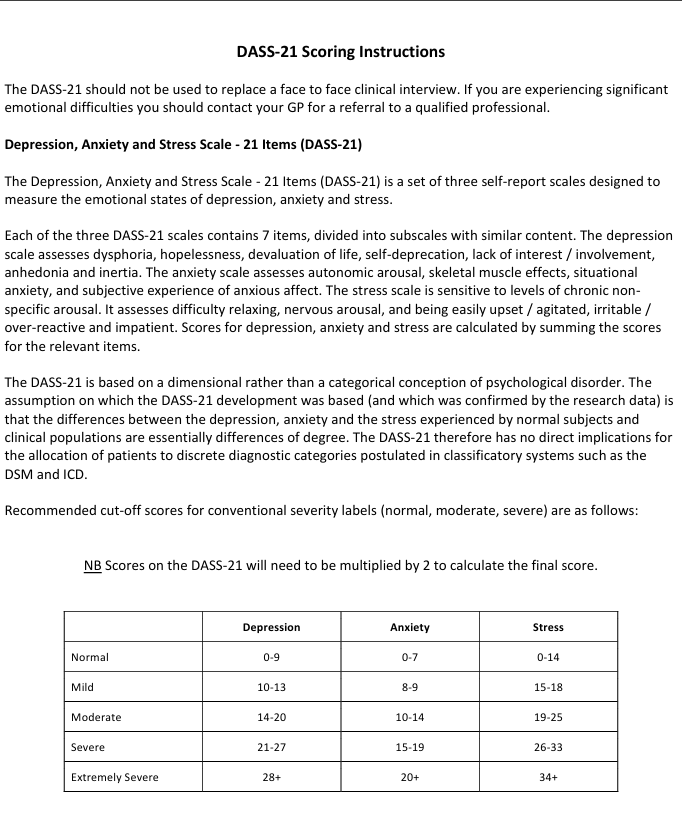 DASS-21 Scoring Instructions
The DASS-21 should not be used to replace a face to face clinical interview. If you are experiencing significant
emotional difficulties you should contact your GP for a referral to a qualified professional.
Depression, Anxiety and Stress Scale - 21 Items (DASS-21)
The Depression, Anxiety and Stress Scale - 21 Items (DASS-21) is a set of three self-report scales designed to
measure the emotional states of depression, anxiety and stress.
Each of the three DASS-21 scales contains 7 items, divided into subscales with similar content. The depression
scale assesses dysphoria, hopelessness, devaluation of life, self-deprecation, lack of interest / involvement,
anhedonia and inertia. The anxiety scale assesses autonomic arousal, skeletal muscle effects, situational
anxiety, and subjective experience of anxious affect. The stress scale is sensitive to levels of chronic non-
specific arousal. It assesses difficulty relaxing, nervous arousal, and being easily upset / agitated, irritable /
over-reactive and impatient. Scores for depression, anxiety and stress are calculated by summing the scores
for the relevant items.
The DASS-21 is based on a dimensional rather than a categorical conception of psychological disorder. The
assumption on which the DASS-21 development was based (and which was confirmed by the research data) is
that the differences between the depression, anxiety and the stress experienced by normal subjects and
clinical populations are essentially differences of degree. The DASS-21 therefore has no direct implications for
the allocation of patients to discrete diagnostic categories postulated in classificatory systems such as the
DSM and ICD.
Recommended cut-off scores for conventional severity labels (normal, moderate, severe) are as follows:
NB Scores on the DASS-21 will need to be multiplied by 2 to calculate the final score.
Depression Anxiety Stress
Normal 0-9 0-7 0-14
Mild 10-13 8-9 15-18
Moderate 14-20 10-14 19-25
Severe 21-27 15-19 26-33
Extremely Severe 28+ 20+ 34+